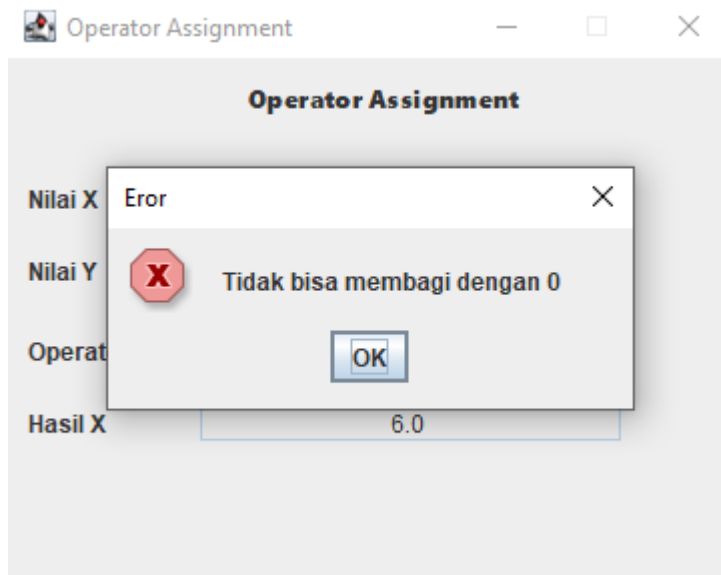 Operator Assignment
Operator Assignment
Nilai X
Eror
Nilai Y
Tidak bisa membagi dengan 0
OK
Operat
Hasil X
6.0